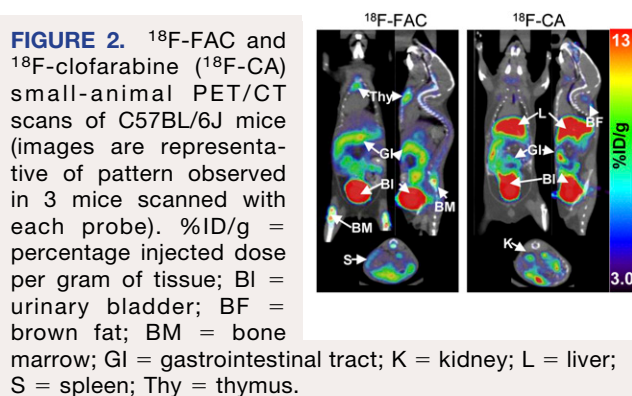 FIGURE 2. ¹⁸F-FAC and
¹⁸F-clofarabine (¹⁸F-CA)
small-animal PET/CT
scans of C57BL/6J mice
(images are representa-
tive of pattern observed
in 3 mice scanned with
each probe). %ID/g =
percentage injected dose
per gram of tissue; Bl =
urinary bladder; BF =
brown fat; BM = bone
marrow; GI = gastrointestinal tract; K = kidney; L = liver;
S = spleen; Thy = thymus.
¹⁸F-FAC
¹⁸F-CA
Thy
GI
Bl
BM
BM
S
L
BF
GI
Bl
K
13
%ID/g
3.0